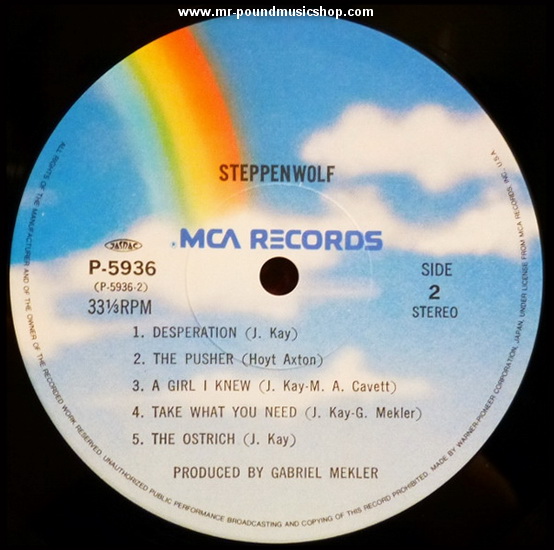 www.mr-poundmusicshop.com
STEPPENWOLF
MCA RECORDS
JASRAC
P-5936
(P-5936-2)
33⅓RPM
SIDE
2
STEREO
1. DESPERATION (J. Kay)
2. THE PUSHER (Hoyt Axton)
3. A GIRL I KNEW (J. Kay-M. A. Cavett)
4. TAKE WHAT YOU NEED (J. Kay-G. Mekler)
5. THE OSTRICH (J. Kay)
PRODUCED BY GABRIEL MEKLER
ALL RIGHTS OF THE MANUFACTURER AND OF THE OWNER OF THE RECORDED WORK RESERVED. UNAUTHORIZED PUBLIC PERFORMANCE BROADCASTING AND COPYING OF THIS RECORD PROHIBITED. MADE BY WARNER-PIONEER CORPORATION, JAPAN, UNDER LICENSE FROM MCA RECORDS, INC., U.S.A.